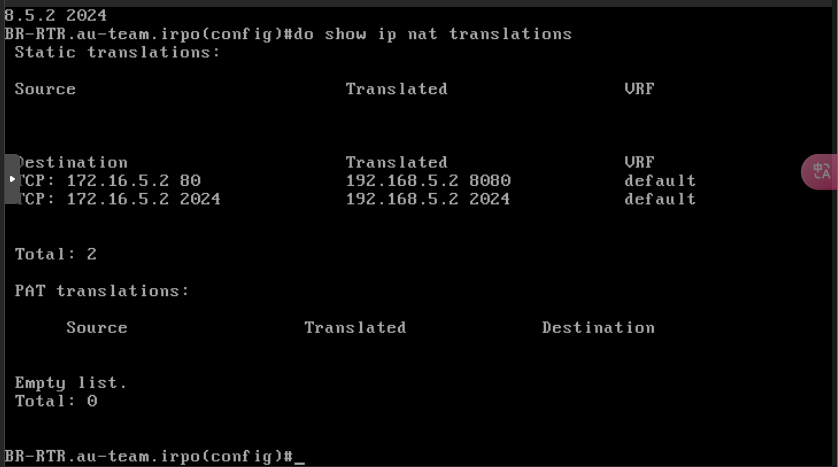 8.5.2 2024
BR-RTR.au-team.irpo(config)#do show ip nat translations
Static translations:
Source Translated VRF
Destination Translated VRF
TCP: 172.16.5.2 80 192.168.5.2 8080 default
TCP: 172.16.5.2 2024 192.168.5.2 2024 default
Total: 2
PAT translations:
Source Translated Destination
Empty list.
Total: 0
BR-RTR.au-team.irpo(config)#_